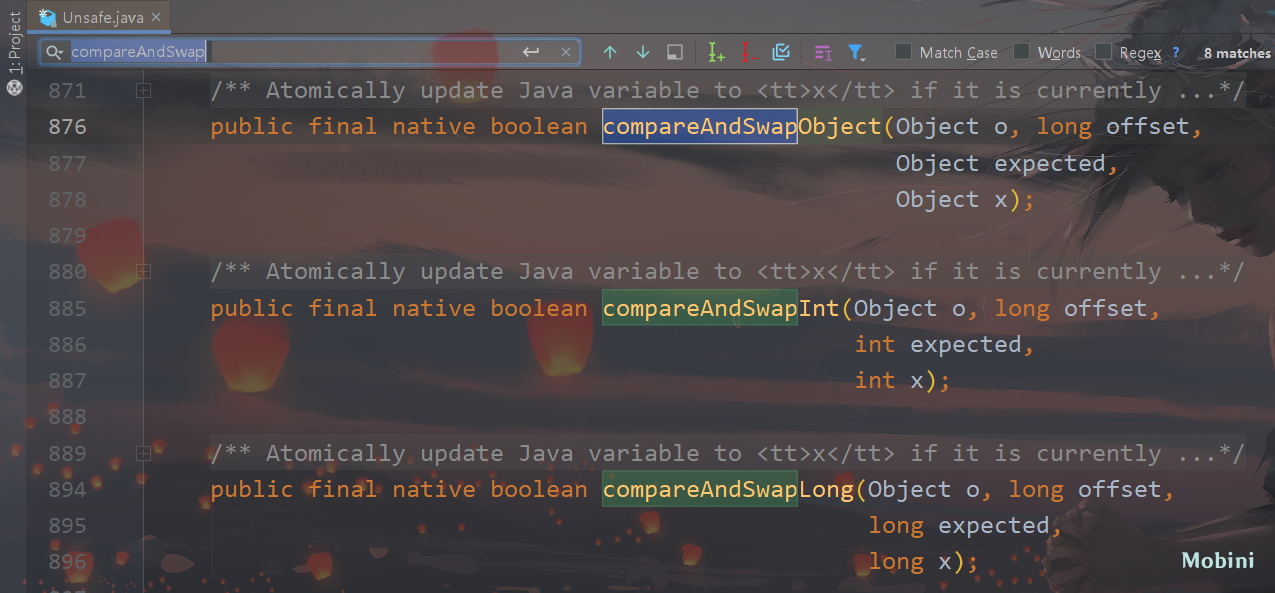 1: Project
Unsafe.java
compareAndSwap
Match Case
Words
Regex
?
8 matches
871 /** Atomically update Java variable to <tt>x</tt> if it is currently ...*/
876 public final native boolean compareAndSwapObject(Object o, long offset,
877 Object expected,
878 Object x);
879
880 /** Atomically update Java variable to <tt>x</tt> if it is currently ...*/
885 public final native boolean compareAndSwapInt(Object o, long offset,
886 int expected,
887 int x);
888
889 /** Atomically update Java variable to <tt>x</tt> if it is currently ...*/
894 public final native boolean compareAndSwapLong(Object o, long offset,
895 long expected,
896 long x);
Mobini